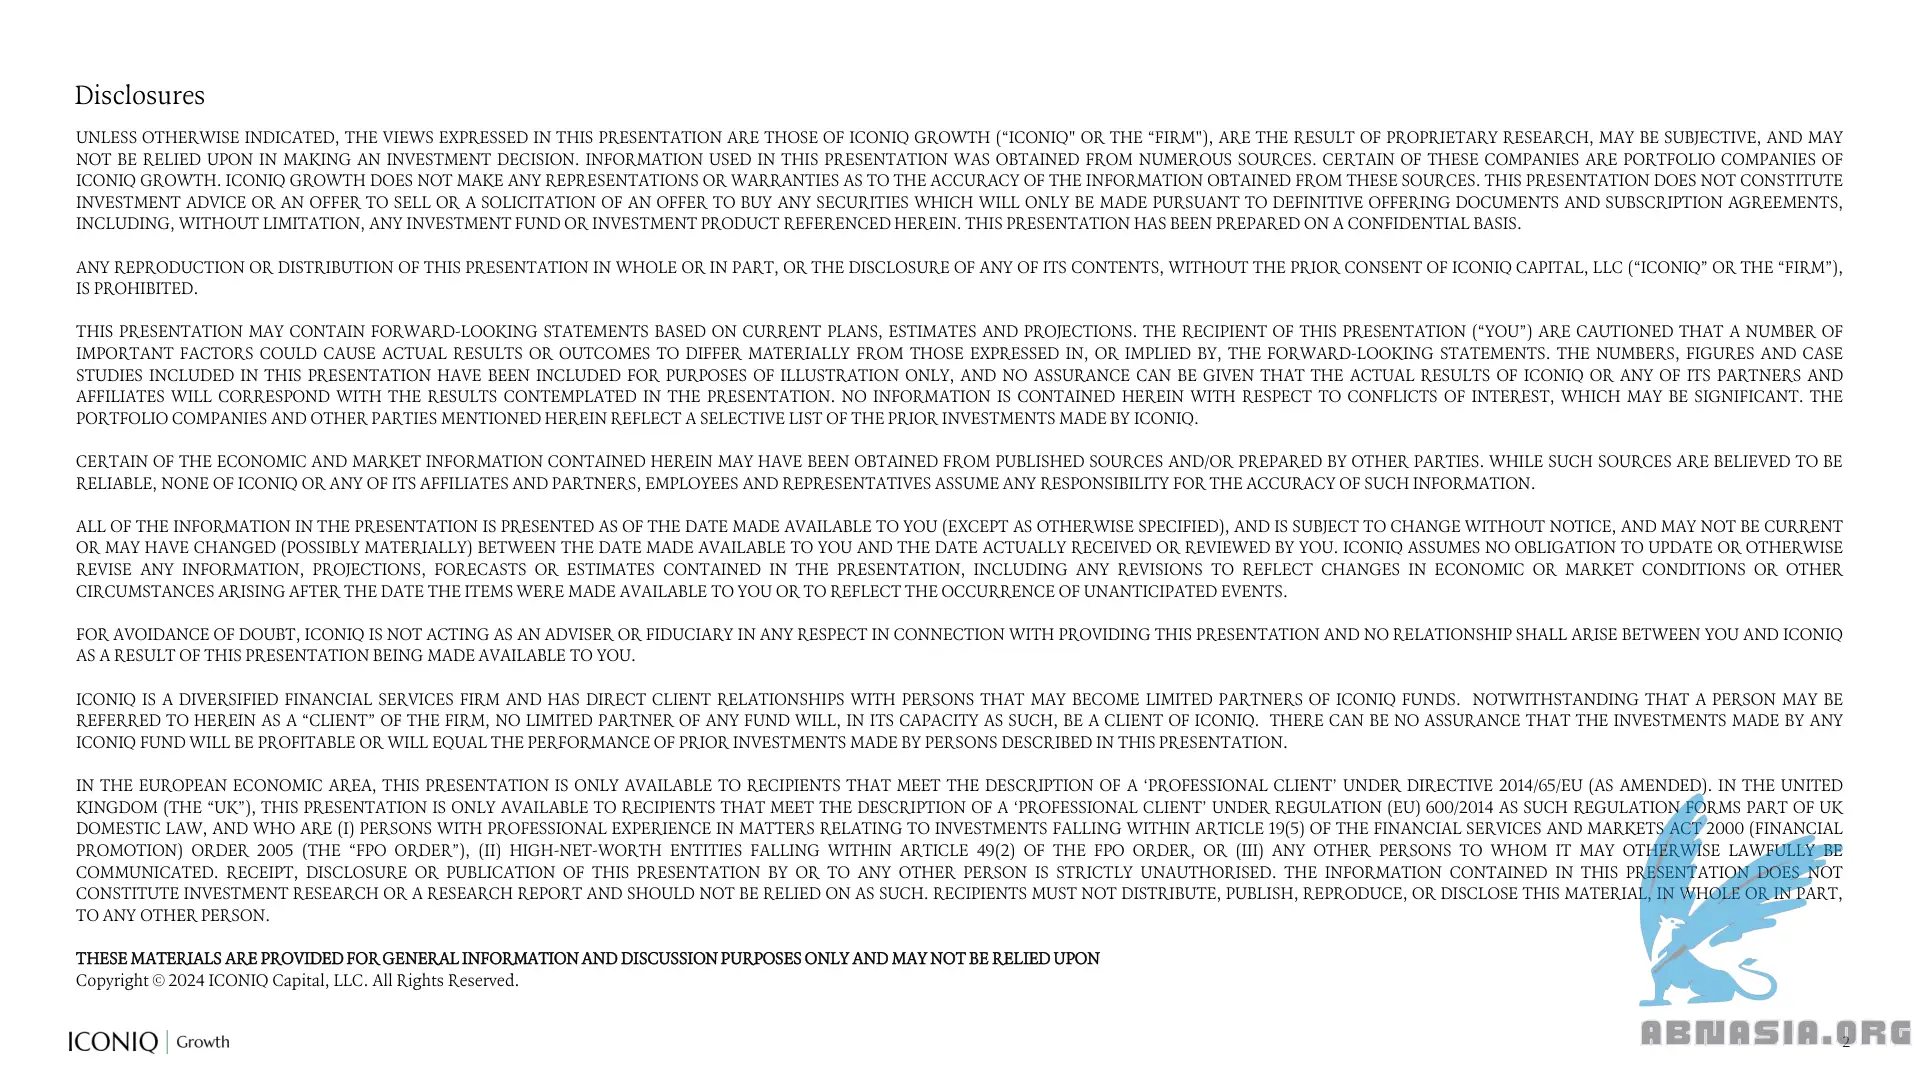 Disclosures
UNLESS OTHERWISE INDICATED, THE VIEWS EXPRESSED IN THIS PRESENTATION ARE THOSE OF ICONIQ GROWTH (“ICONIQ" OR THE “FIRM"), ARE THE RESULT OF PROPRIETARY RESEARCH, MAY BE SUBJECTIVE, AND MAY
NOT BE RELIED UPON IN MAKING AN INVESTMENT DECISION. INFORMATION USED IN THIS PRESENTATION WAS OBTAINED FROM NUMEROUS SOURCES. CERTAIN OF THESE COMPANIES ARE PORTFOLIO COMPANIES OF
ICONIQ GROWTH. ICONIQ GROWTH DOES NOT MAKE ANY REPRESENTATIONS OR WARRANTIES AS TO THE ACCURACY OF THE INFORMATION OBTAINED FROM THESE SOURCES. THIS PRESENTATION DOES NOT CONSTITUTE
INVESTMENT ADVICE OR AN OFFER TO SELL OR A SOLICITATION OF AN OFFER TO BUY ANY SECURITIES WHICH WILL ONLY BE MADE PURSUANT TO DEFINITIVE OFFERING DOCUMENTS AND SUBSCRIPTION AGREEMENTS,
INCLUDING, WITHOUT LIMITATION, ANY INVESTMENT FUND OR INVESTMENT PRODUCT REFERENCED HEREIN. THIS PRESENTATION HAS BEEN PREPARED ON A CONFIDENTIAL BASIS.
ANY REPRODUCTION OR DISTRIBUTION OF THIS PRESENTATION IN WHOLE OR IN PART, OR THE DISCLOSURE OF ANY OF ITS CONTENTS, WITHOUT THE PRIOR CONSENT OF ICONIQ CAPITAL, LLC (“ICONIQ” OR THE “FIRM”),
IS PROHIBITED.
THIS PRESENTATION MAY CONTAIN FORWARD-LOOKING STATEMENTS BASED ON CURRENT PLANS, ESTIMATES AND PROJECTIONS. THE RECIPIENT OF THIS PRESENTATION (“YOU”) ARE CAUTIONED THAT A NUMBER OF
IMPORTANT FACTORS COULD CAUSE ACTUAL RESULTS OR OUTCOMES TO DIFFER MATERIALLY FROM THOSE EXPRESSED IN, OR IMPLIED BY, THE FORWARD-LOOKING STATEMENTS. THE NUMBERS, FIGURES AND CASE
STUDIES INCLUDED IN THIS PRESENTATION HAVE BEEN INCLUDED FOR PURPOSES OF ILLUSTRATION ONLY, AND NO ASSURANCE CAN BE GIVEN THAT THE ACTUAL RESULTS OF ICONIQ OR ANY OF ITS PARTNERS AND
AFFILIATES WILL CORRESPOND WITH THE RESULTS CONTEMPLATED IN THE PRESENTATION. NO INFORMATION IS CONTAINED HEREIN WITH RESPECT TO CONFLICTS OF INTEREST, WHICH MAY BE SIGNIFICANT. THE
PORTFOLIO COMPANIES AND OTHER PARTIES MENTIONED HEREIN REFLECT A SELECTIVE LIST OF THE PRIOR INVESTMENTS MADE BY ICONIQ.
CERTAIN OF THE ECONOMIC AND MARKET INFORMATION CONTAINED HEREIN MAY HAVE BEEN OBTAINED FROM PUBLISHED SOURCES AND/OR PREPARED BY OTHER PARTIES. WHILE SUCH SOURCES ARE BELIEVED TO BE
RELIABLE, NONE OF ICONIQ OR ANY OF ITS AFFILIATES AND PARTNERS, EMPLOYEES AND REPRESENTATIVES ASSUME ANY RESPONSIBILITY FOR THE ACCURACY OF SUCH INFORMATION.
ALL OF THE INFORMATION IN THE PRESENTATION IS PRESENTED AS OF THE DATE MADE AVAILABLE TO YOU (EXCEPT AS OTHERWISE SPECIFIED), AND IS SUBJECT TO CHANGE WITHOUT NOTICE, AND MAY NOT BE CURRENT
OR MAY HAVE CHANGED (POSSIBLY MATERIALLY) BETWEEN THE DATE MADE AVAILABLE TO YOU AND THE DATE ACTUALLY RECEIVED OR REVIEWED BY YOU. ICONIQ ASSUMES NO OBLIGATION TO UPDATE OR OTHERWISE
REVISE ANY INFORMATION, PROJECTIONS, FORECASTS OR ESTIMATES CONTAINED IN THE PRESENTATION, INCLUDING ANY REVISIONS TO REFLECT CHANGES IN ECONOMIC OR MARKET CONDITIONS OR OTHER
CIRCUMSTANCES ARISING AFTER THE DATE THE ITEMS WERE MADE AVAILABLE TO YOU OR TO REFLECT THE OCCURRENCE OF UNANTICIPATED EVENTS.
FOR AVOIDANCE OF DOUBT, ICONIQ IS NOT ACTING AS AN ADVISER OR FIDUCIARY IN ANY RESPECT IN CONNECTION WITH PROVIDING THIS PRESENTATION AND NO RELATIONSHIP SHALL ARISE BETWEEN YOU AND ICONIQ
AS A RESULT OF THIS PRESENTATION BEING MADE AVAILABLE TO YOU.
ICONIQ IS A DIVERSIFIED FINANCIAL SERVICES FIRM AND HAS DIRECT CLIENT RELATIONSHIPS WITH PERSONS THAT MAY BECOME LIMITED PARTNERS OF ICONIQ FUNDS. NOTWITHSTANDING THAT A PERSON MAY BE
REFERRED TO HEREIN AS A “CLIENT” OF THE FIRM, NO LIMITED PARTNER OF ANY FUND WILL, IN ITS CAPACITY AS SUCH, BE A CLIENT OF ICONIQ. THERE CAN BE NO ASSURANCE THAT THE INVESTMENTS MADE BY ANY
ICONIQ FUND WILL BE PROFITABLE OR WILL EQUAL THE PERFORMANCE OF PRIOR INVESTMENTS MADE BY PERSONS DESCRIBED IN THIS PRESENTATION.
IN THE EUROPEAN ECONOMIC AREA, THIS PRESENTATION IS ONLY AVAILABLE TO RECIPIENTS THAT MEET THE DESCRIPTION OF A ‘PROFESSIONAL CLIENT’ UNDER DIRECTIVE 2014/65/EU (AS AMENDED). IN THE UNITED
KINGDOM (THE “UK”), THIS PRESENTATION IS ONLY AVAILABLE TO RECIPIENTS THAT MEET THE DESCRIPTION OF A ‘PROFESSIONAL CLIENT’ UNDER REGULATION (EU) 600/2014 AS SUCH REGULATION FORMS PART OF UK
DOMESTIC LAW, AND WHO ARE (I) PERSONS WITH PROFESSIONAL EXPERIENCE IN MATTERS RELATING TO INVESTMENTS FALLING WITHIN ARTICLE 19(5) OF THE FINANCIAL SERVICES AND MARKETS ACT 2000 (FINANCIAL
PROMOTION) ORDER 2005 (THE “FPO ORDER”), (II) HIGH-NET-WORTH ENTITIES FALLING WITHIN ARTICLE 49(2) OF THE FPO ORDER, OR (III) ANY OTHER PERSONS TO WHOM IT MAY OTHERWISE LAWFULLY BE
COMMUNICATED. RECEIPT, DISCLOSURE OR PUBLICATION OF THIS PRESENTATION BY OR TO ANY OTHER PERSON IS STRICTLY UNAUTHORISED. THE INFORMATION CONTAINED IN THIS PRESENTATION DOES NOT
CONSTITUTE INVESTMENT RESEARCH OR A RESEARCH REPORT AND SHOULD NOT BE RELIED ON AS SUCH. RECIPIENTS MUST NOT DISTRIBUTE, PUBLISH, REPRODUCE, OR DISCLOSE THIS MATERIAL, IN WHOLE OR IN PART,
TO ANY OTHER PERSON.
THESE MATERIALS ARE PROVIDED FOR GENERAL INFORMATION AND DISCUSSION PURPOSES ONLY AND MAY NOT BE RELIED UPON
Copyright © 2024 ICONIQ Capital, LLC. All Rights Reserved.
ICONIQ | Growth
ABNASIA.ORG
2